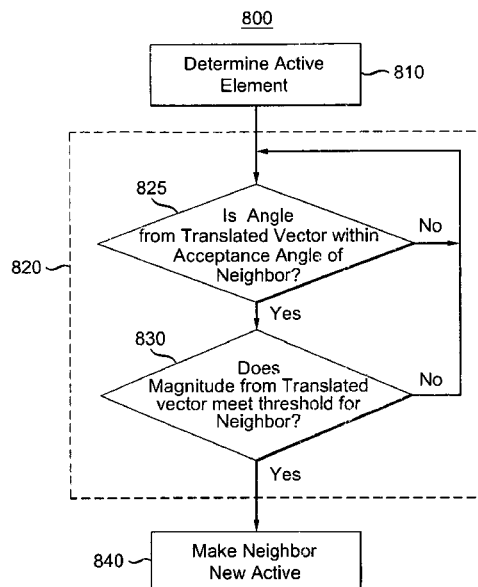 800
Determine Active
Element
810
825
Is Angle
from Translated Vector within
Acceptance Angle of
Neighbor?
No
820
Yes
830
Does
Magnitude from Translated
vector meet threshold for
Neighbor?
No
Yes
840
Make Neighbor
New Active